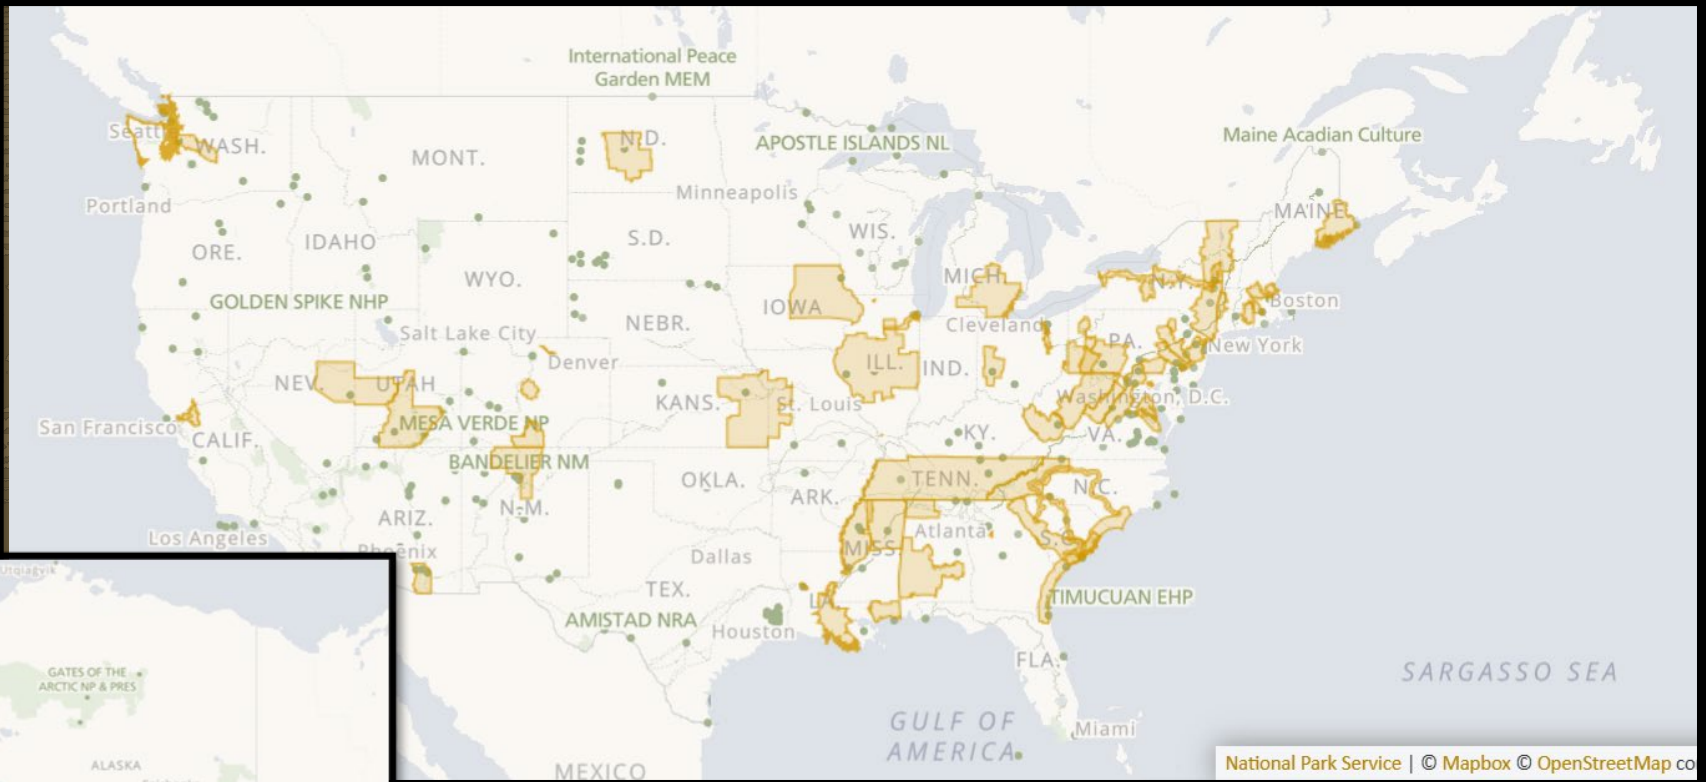 International Peace
Garden MEM
Maine Acadian Culture
WASH.
MONT.
N.D.
APOSTLE ISLANDS NL
Portland
Minneapolis
MAINE
ORE.
IDAHO
S.D.
WIS.
WYO.
MICH.
N.Y.
Boston
GOLDEN SPIKE NHP
IOWA
Salt Lake City
NEBR.
Cleveland
PA.
New York
Denver
ILL.
IND.
NEV.
UTAH
KANS.
St. Louis
Washington, D.C.
San Francisco
CALIF.
MESA VERDE NP
KY.
VA.
BANDELIER NM
OKLA.
TENN.
N.C.
ARIZ.
N.M.
ARK.
Los Angeles
Atlanta
S.C.
Phoenix
Dallas
MISS.
TEX.
TIMUCUAN EHP
AMISTAD NRA
Houston
FLA.
SARGASSO SEA
GATES OF THE
ARCTIC NP & PRES
GULF OF
AMERICA
Miami
ALASKA
MEXICO
National Park Service | © Mapbox © OpenStreetMap co